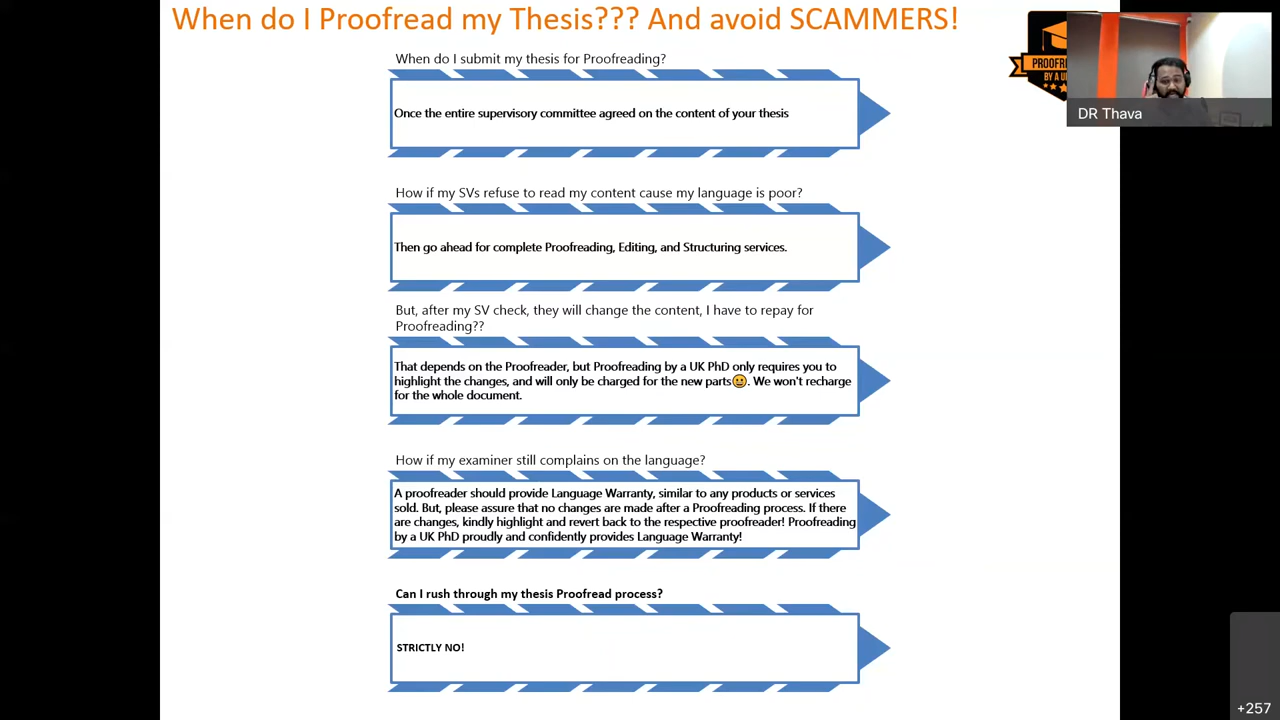 When do I Proofread my Thesis??? And avoid SCAMMERS!
When do I submit my thesis for Proofreading?
Once the entire supervisory committee agreed on the content of your thesis
How if my SVs refuse to read my content cause my language is poor?
Then go ahead for complete Proofreading, Editing, and Structuring services.
But, after my SV check, they will change the content, I have to repay for
Proofreading??
That depends on the Proofreader, but Proofreading by a UK PhD only requires you to
highlight the changes, and will only be charged for the new parts😀. We won't recharge
for the whole document.
How if my examiner still complains on the language?
A proofreader should provide Language Warranty, similar to any products or services
sold. But, please assure that no changes are made after a Proofreading process. If there
are changes, kindly highlight and revert back to the respective proofreader! Proofreading
by a UK PhD proudly and confidently provides Language Warranty!
Can I rush through my thesis Proofread process?
STRICTLY NO!
DR Thava
+257